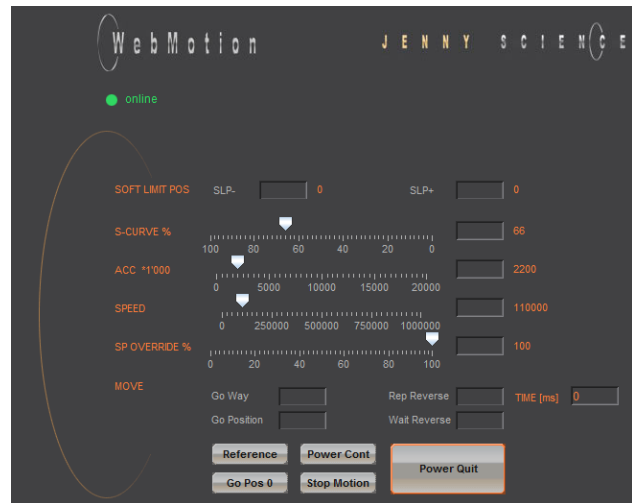 WebMotion JENNY SCIENCE
online
SOFT LIMIT POS SLP- 0 SLP+ 0
S-CURVE % 66
100 80 60 40 20 0
ACC *1'000 2200
0 5000 10000 15000 20000
SPEED 110000
0 250000 500000 750000 1000000
SP OVERRIDE % 100
0 20 40 60 80 100
MOVE
Go Way Rep Reverse TIME [ms] 0
Go Position Wait Reverse
Reference Power Cont Power Quit
Go Pos 0 Stop Motion